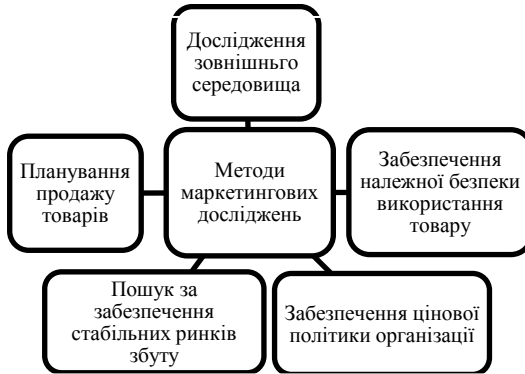 Дослідження
зовнішнього
середовища
Планування
продажу
товарів
Методи
маркетингових
досліджень
Забезпечення
належної безпеки
використання
товару
Пошук за
забезпечення
стабільних ринків
збуту
Забезпечення цінової
політики організації